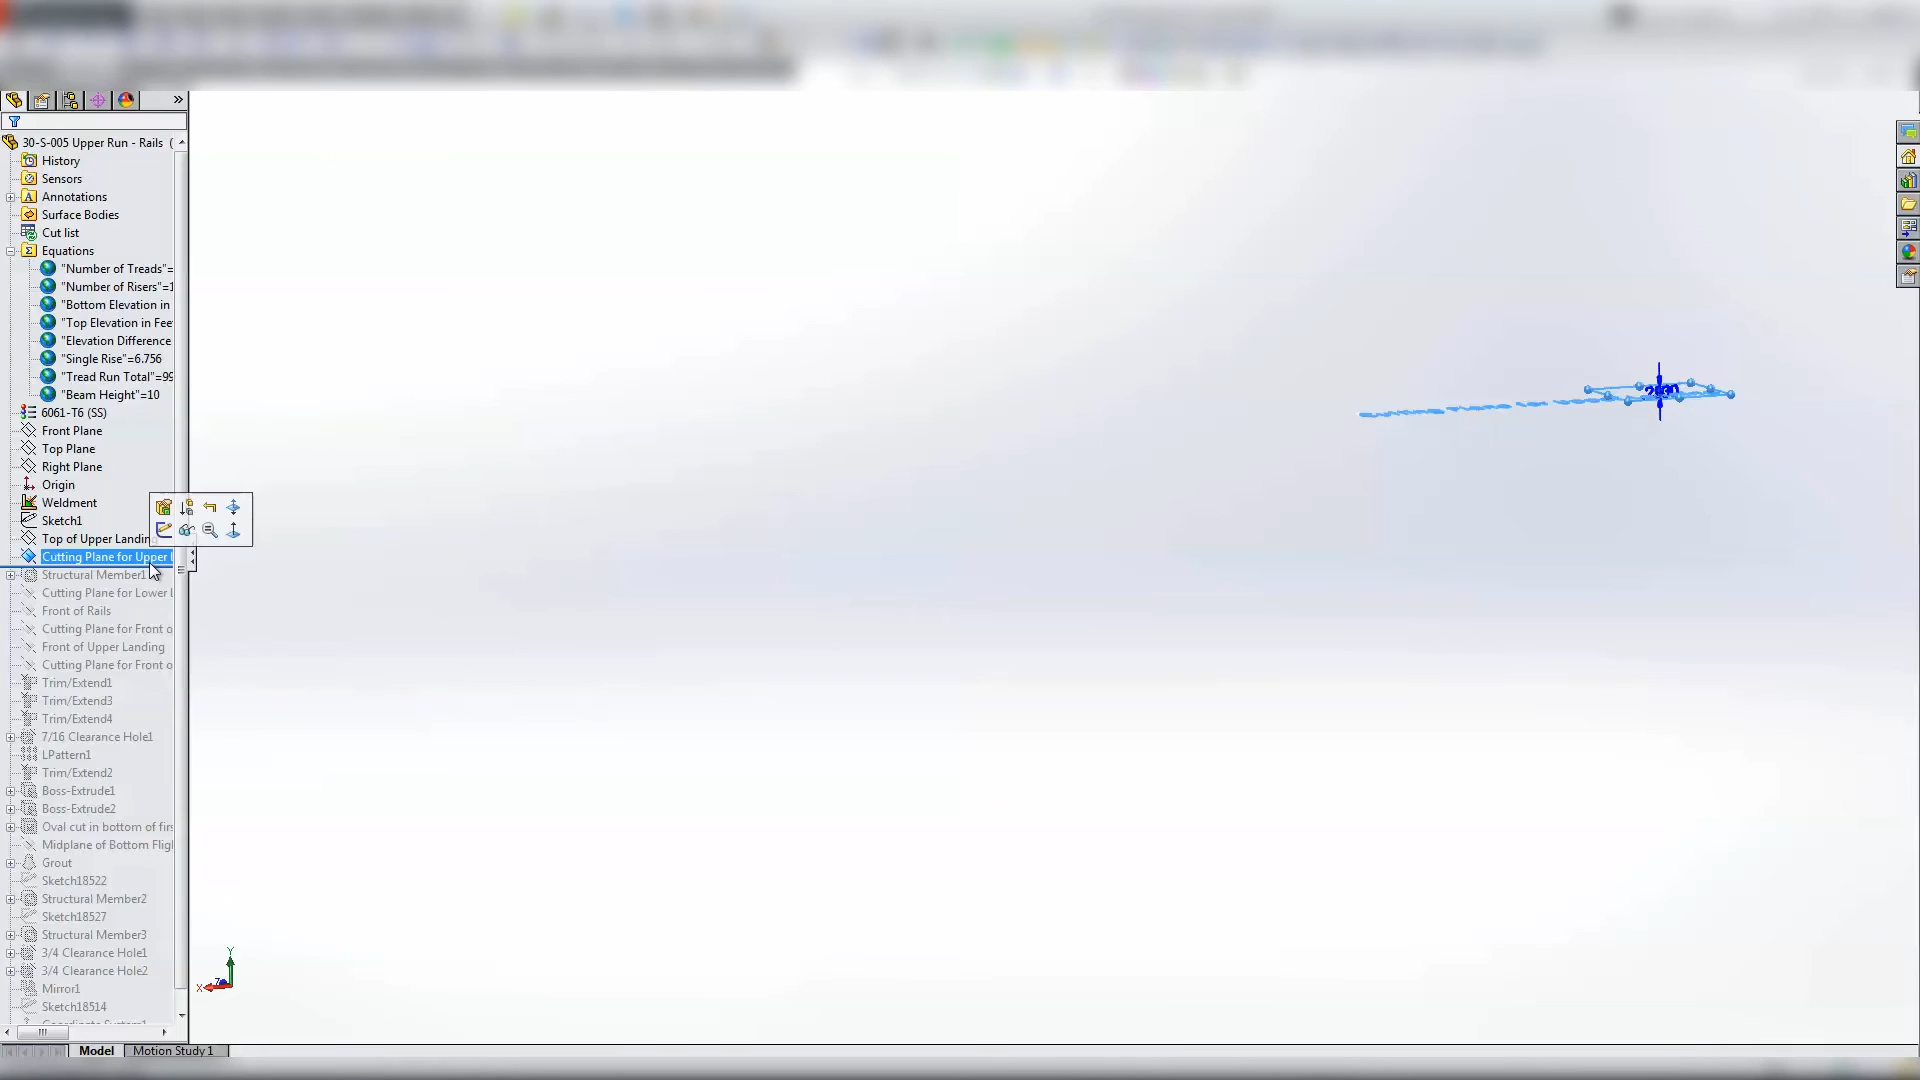 30-S-005 Upper Run - Rails (
History
Sensors
Annotations
Surface Bodies
Cut list
Equations
"Number of Treads"=
"Number of Risers"=1
"Bottom Elevation in
"Top Elevation in Fee
"Elevation Difference
"Single Rise"=6.756
"Tread Run Total"=99
"Beam Height"=10
6061-T6 (SS)
Front Plane
Top Plane
Right Plane
Origin
Weldment
Sketch1
Top of Upper Landin
Cutting Plane for Upper L
Structural Member1
Cutting Plane for Lower L
Front of Rails
Cutting Plane for Front o
Front of Upper Landing
Cutting Plane for Front o
Trim/Extend1
Trim/Extend3
Trim/Extend4
7/16 Clearance Hole1
LPattern1
Trim/Extend2
Boss-Extrude1
Boss-Extrude2
Oval cut in bottom of firs
Midplane of Bottom Fligh
Grout
Sketch18522
Structural Member2
Sketch18527
Structural Member3
3/4 Clearance Hole1
3/4 Clearance Hole2
Mirror1
Sketch18514
Y
X
Z
Model
Motion Study 1